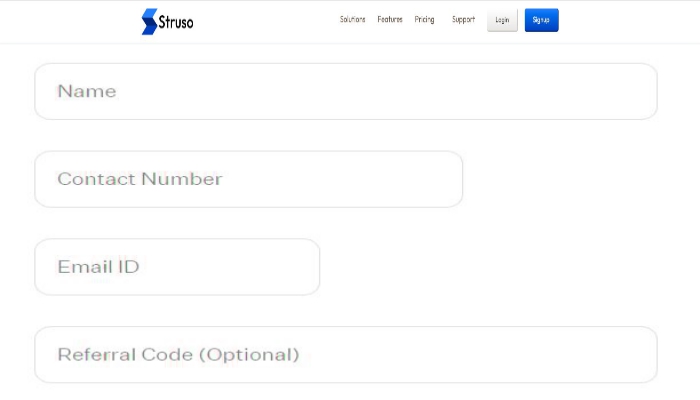 Struso
Solutions Features Pricing Support Login Signup
Name
Contact Number
Email ID
Referral Code (Optional)